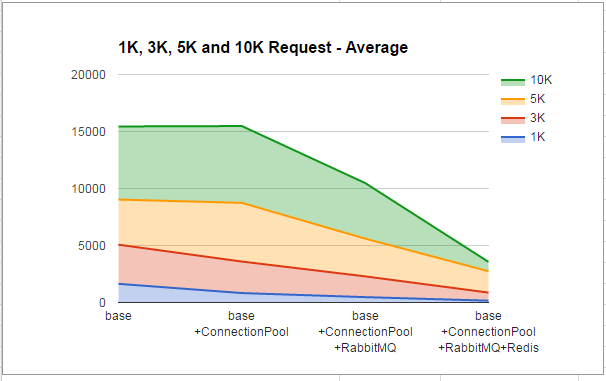 1K, 3K, 5K and 10K Request - Average
20000
15000
10000
5000
0
10K
5K
3K
1K
base
base
+ConnectionPool
base
+ConnectionPool
+RabbitMQ
base
+ConnectionPool
+RabbitMQ+Redis